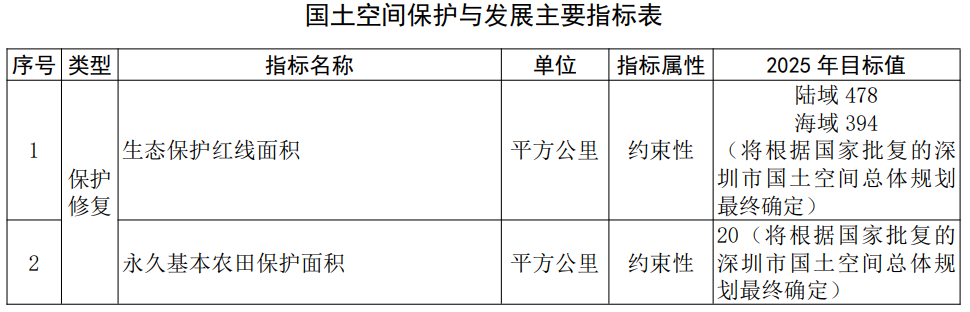 国土空间保护与发展主要指标表
序号 类型 指标名称 单位 指标属性 2025 年目标值
1 保护修复 生态保护红线面积 平方公里 约束性 陆域 478
海域 394
（将根据国家批复的深
圳市国土空间总体规划
最终确定）
2 永久基本农田保护面积 平方公里 约束性 20（将根据国家批复的
深圳市国土空间总体规
划最终确定）